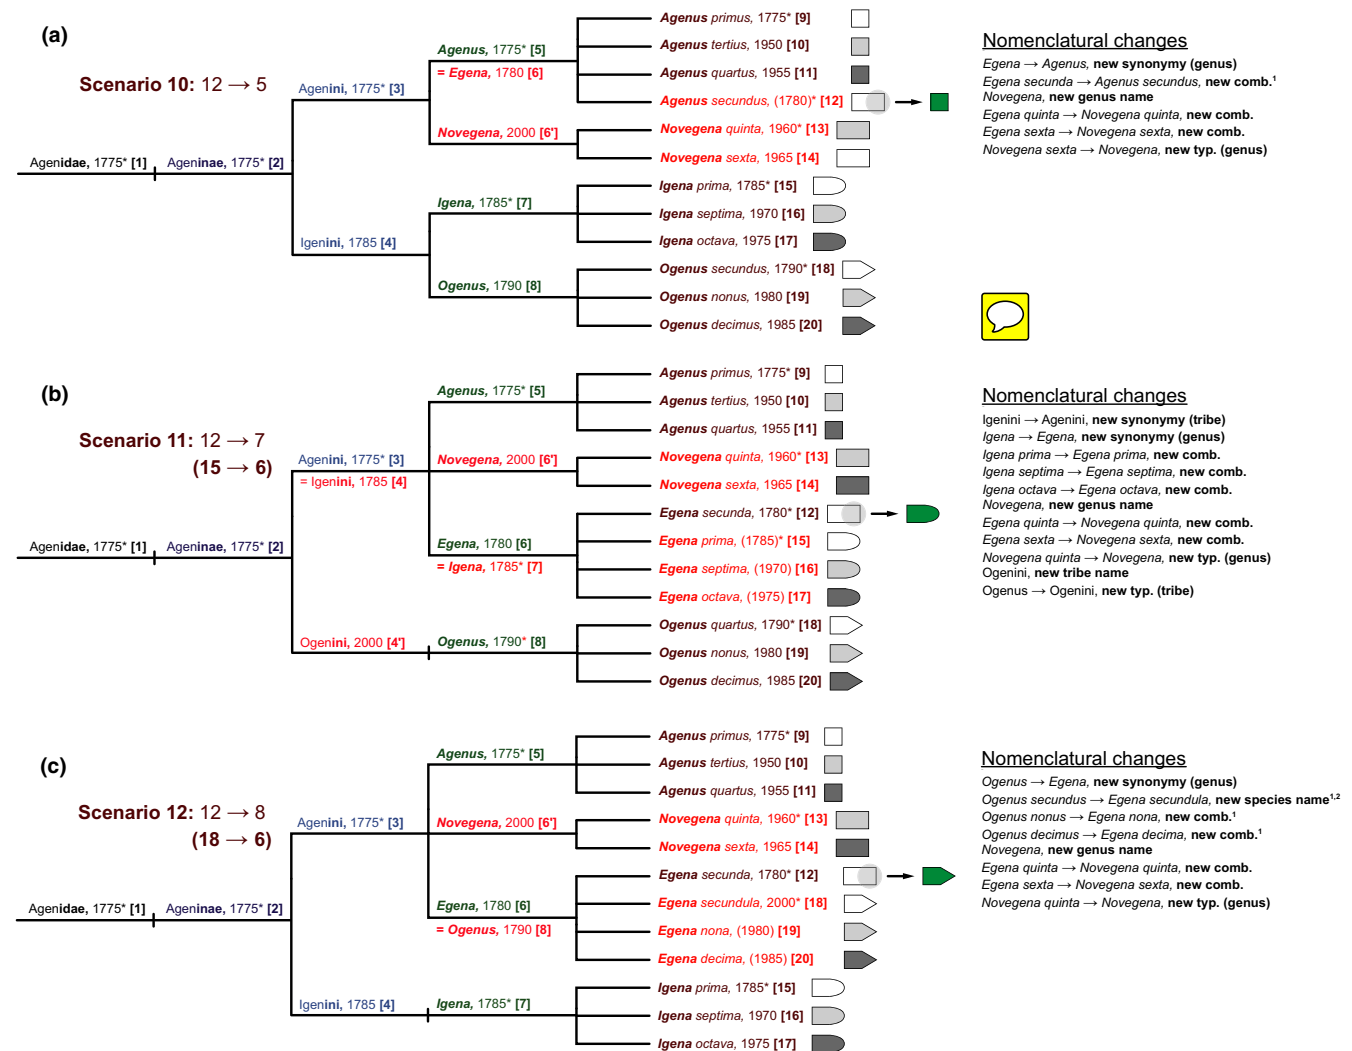 (a)
Scenario 10: 12 → 5
Agenidae, 1775* [1]
Ageninae, 1775* [2]
Agenini, 1775* [3]
Igenini, 1785 [4]
Agenus, 1775* [5]
= Egena, 1780 [6]
Novegena, 2000 [6']
Igena, 1785* [7]
Ogenus, 1790 [8]
Agenus primus, 1775* [9]
Agenus tertius, 1950 [10]
Agenus quartus, 1955 [11]
Agenus secundus, (1780)* [12]
Novegena quinta, 1960* [13]
Novegena sexta, 1965 [14]
Igena prima, 1785* [15]
Igena septima, 1970 [16]
Igena octava, 1975 [17]
Ogenus secundus, 1790* [18]
Ogenus nonus, 1980 [19]
Ogenus decimus, 1985 [20]
Nomenclatural changes
Egena → Agenus, new synonymy (genus)
Egena secunda → Agenus secundus, new comb.¹
Novegena, new genus name
Egena quinta → Novegena quinta, new comb.
Egena sexta → Novegena sexta, new comb.
Novegena sexta → Novegena, new typ. (genus)
(b)
Scenario 11: 12 → 7
(15 → 6)
Agenidae, 1775* [1]
Ageninae, 1775* [2]
Agenini, 1775* [3]
= Igenini, 1785 [4]
Ogenini, 2000 [4']
Agenus, 1775* [5]
Novegena, 2000 [6']
Egena, 1780 [6]
= Igena, 1785* [7]
Ogenus, 1790* [8]
Agenus primus, 1775* [9]
Agenus tertius, 1950 [10]
Agenus quartus, 1955 [11]
Novegena quinta, 1960* [13]
Novegena sexta, 1965 [14]
Egena secunda, 1780* [12]
Egena prima, (1785)* [15]
Egena septima, (1970) [16]
Egena octava, (1975) [17]
Ogenus quartus, 1790* [18]
Ogenus nonus, 1980 [19]
Ogenus decimus, 1985 [20]
Nomenclatural changes
Igenini → Agenini, new synonymy (tribe)
Igena → Egena, new synonymy (genus)
Igena prima → Egena prima, new comb.
Igena septima → Egena septima, new comb.
Igena octava → Egena octava, new comb.
Novegena, new genus name
Egena quinta → Novegena quinta, new comb.
Egena sexta → Novegena sexta, new comb.
Novegena quinta → Novegena, new typ. (genus)
Ogenini, new tribe name
Ogenus → Ogenini, new typ. (tribe)
(c)
Scenario 12: 12 → 8
(18 → 6)
Agenidae, 1775* [1]
Ageninae, 1775* [2]
Agenini, 1775* [3]
Igenini, 1785 [4]
Agenus, 1775* [5]
Novegena, 2000 [6']
Egena, 1780 [6]
= Ogenus, 1790 [8]
Igena, 1785* [7]
Agenus primus, 1775* [9]
Agenus tertius, 1950 [10]
Agenus quartus, 1955 [11]
Novegena quinta, 1960* [13]
Novegena sexta, 1965 [14]
Egena secunda, 1780* [12]
Egena secundula, 2000* [18]
Egena nona, (1980) [19]
Egena decima, (1985) [20]
Igena prima, 1785* [15]
Igena septima, 1970 [16]
Igena octava, 1975 [17]
Nomenclatural changes
Ogenus → Egena, new synonymy (genus)
Ogenus secundus → Egena secundula, new species name¹,²
Ogenus nonus → Egena nona, new comb.¹
Ogenus decimus → Egena decima, new comb.¹
Novegena, new genus name
Egena quinta → Novegena quinta, new comb.
Egena sexta → Novegena sexta, new comb.
Novegena quinta → Novegena, new typ. (genus)